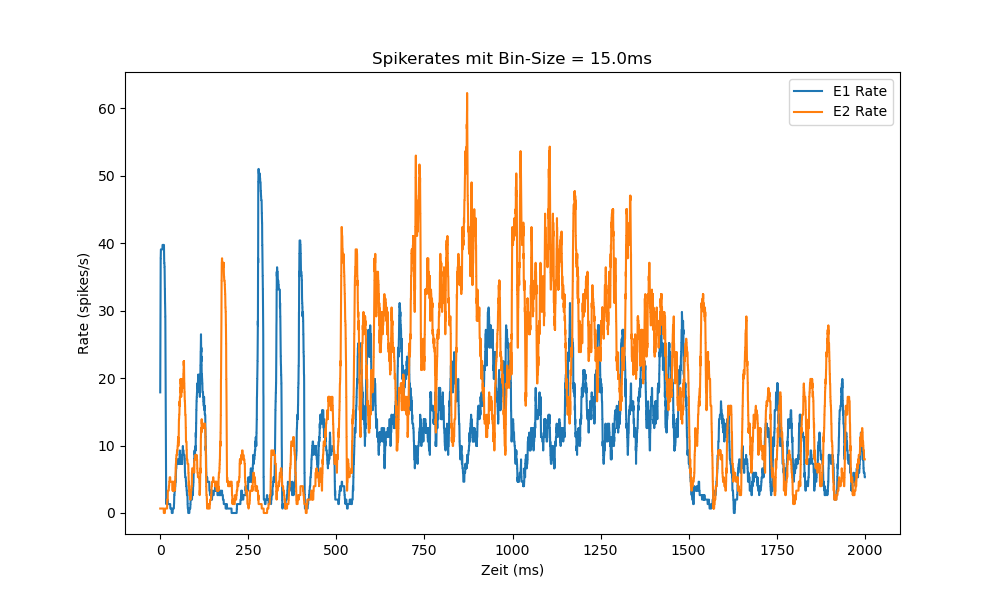 Spikerates mit Bin-Size = 15.0ms
E1 Rate
E2 Rate
Rate (spikes/s)
60
50
40
30
20
10
0
0 250 500 750 1000 1250 1500 1750 2000
Zeit (ms)